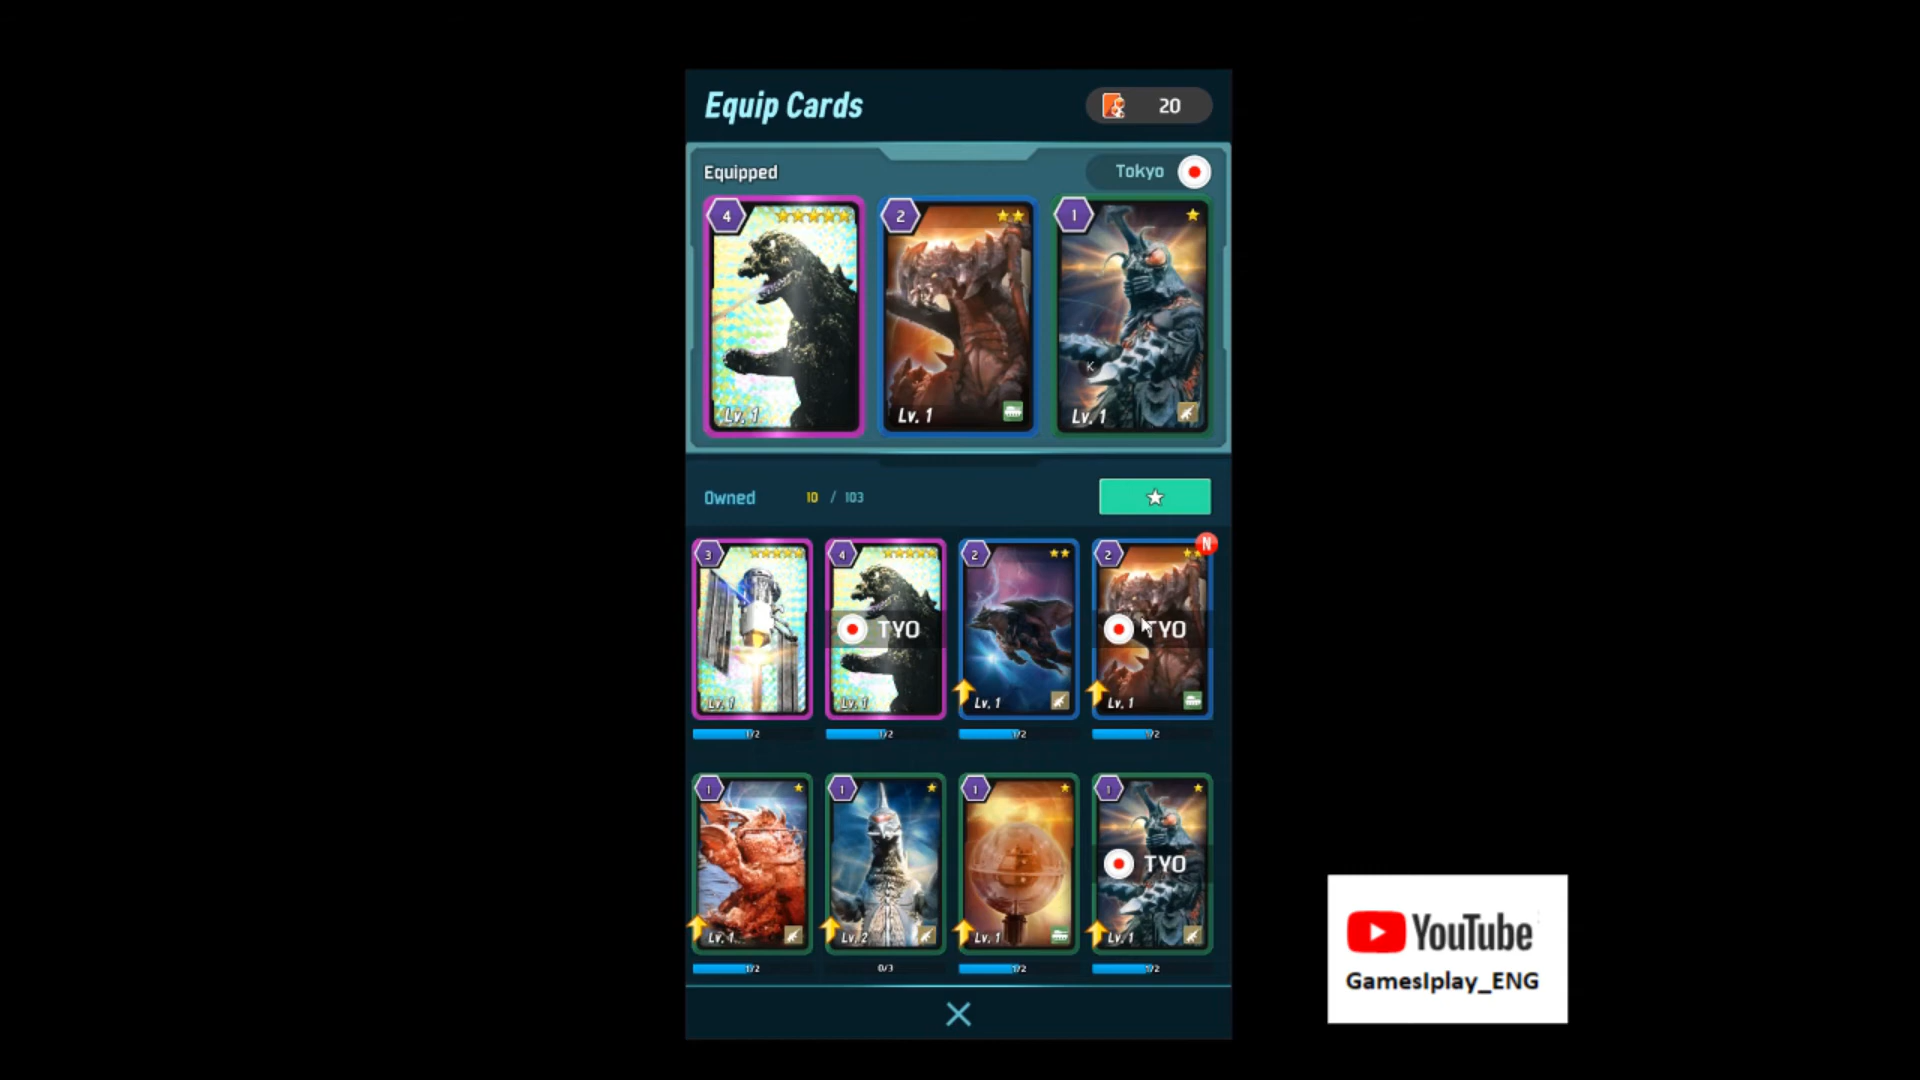 Equip Cards
20
Equipped
Tokyo
4
2
1
K
Lv. 1
Lv. 1
Lv. 1
Owned 10 / 103
3
4
2
2
N
TYO
TYO
Lv. 1
Lv. 1
Lv. 1
Lv. 1
1/2
1/2
1/2
1/2
1
1
1
1
TYO
Lv. 1
Lv. 2
Lv. 1
Lv. 1
1/2
0/3
1/2
1/2
YouTube
GamesIplay_ENG